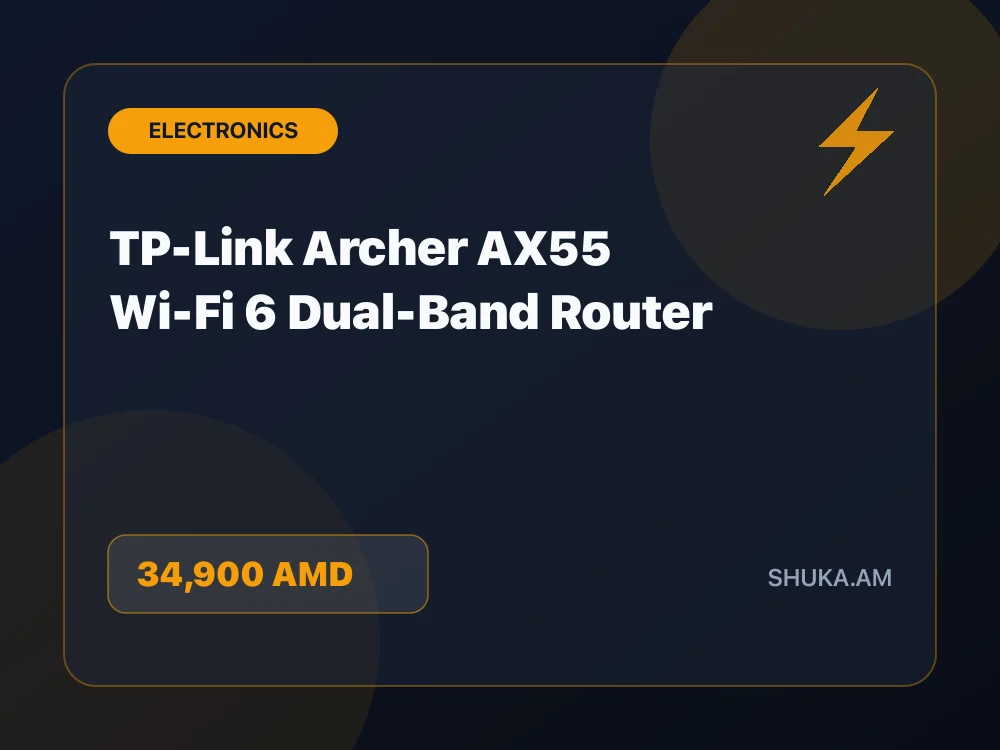 ELECTRONICS
TP-Link Archer AX55
Wi-Fi 6 Dual-Band Router
34,900 AMD
SHUKA.AM